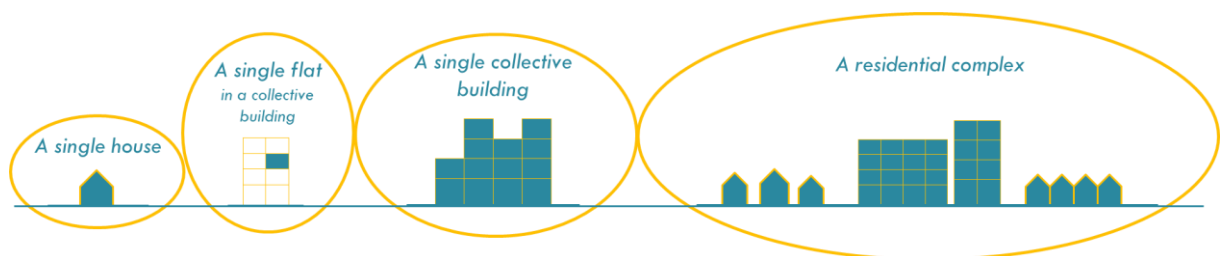 A single house
A single flat
in a collective
building
A single collective
building
A residential complex